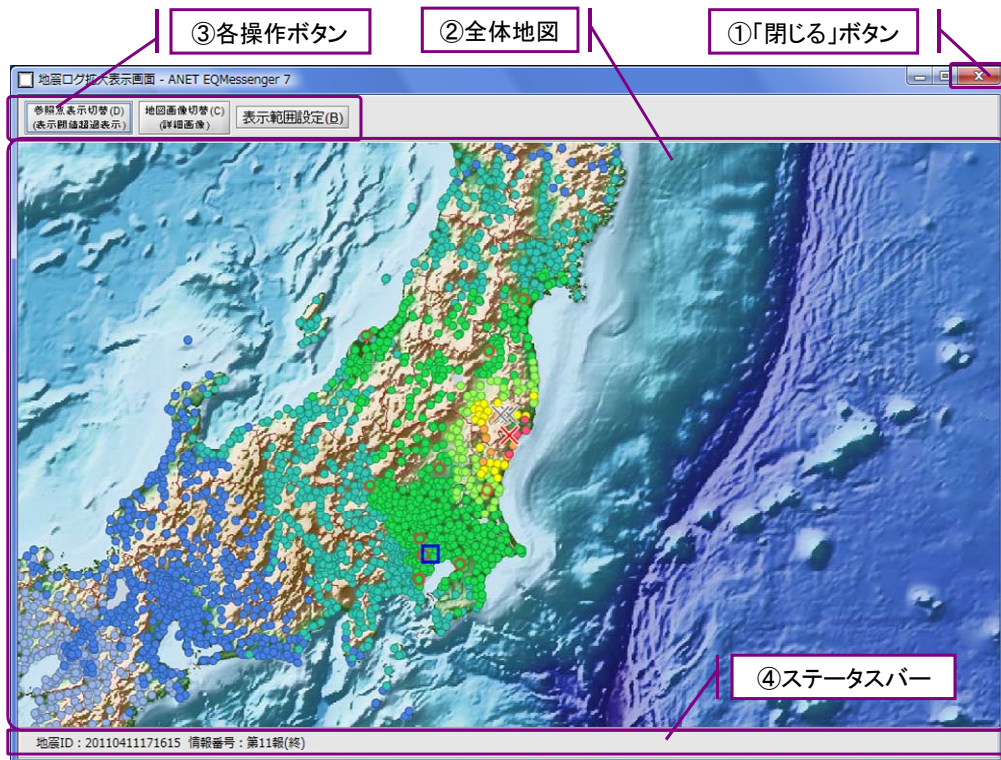 ③各操作ボタン
②全体地図
①「閉じる」ボタン
地震ログ拡大表示画面 - ANET EQMessenger 7
参照点表示切替(D)
(表示閾値超過表示)
地図画像切替(C)
(詳細画像)
表示範囲設定(B)
④ステータスバー
地震ID：20110411171615 情報番号：第11報(終)